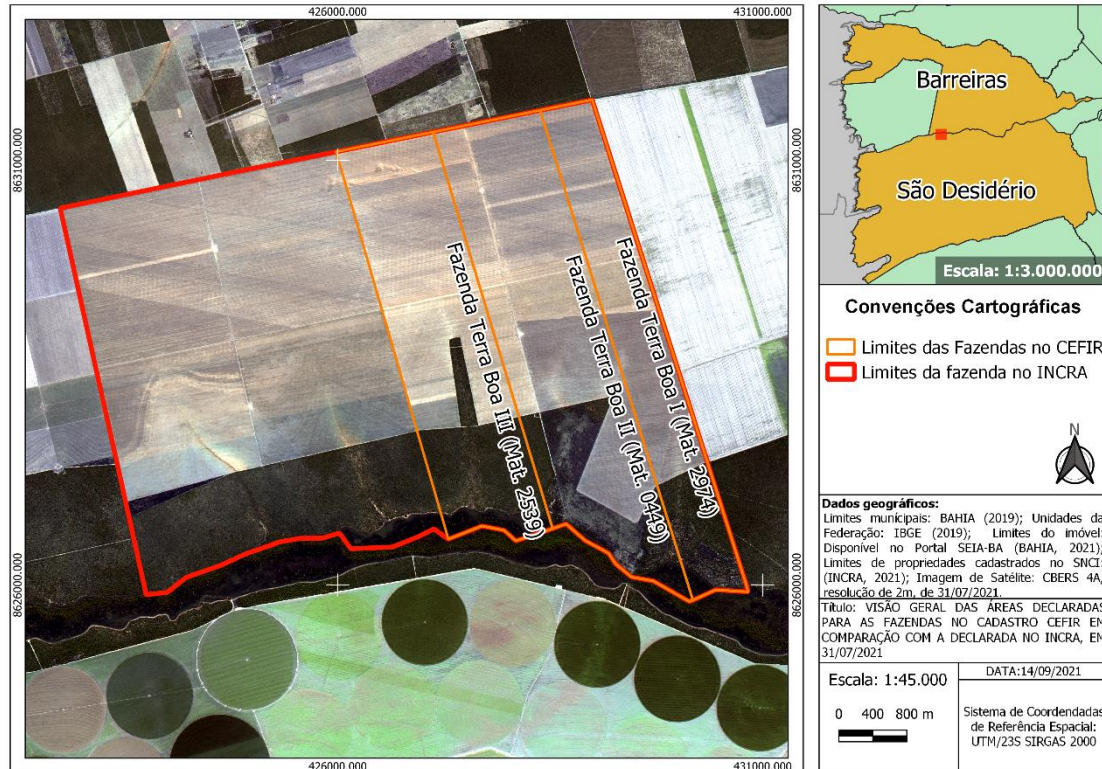 426000.000
431000.000
8631000.000
8631000.000
Fazenda Terra Boa III (Mat. 2539)
Fazenda Terra Boa II (Mat. 0449)
Fazenda Terra Boa I (Mat. 2974)
8626000.000
8626000.000
426000.000
431000.000
Barreiras
São Desidério
Escala: 1:3.000.000
Convenções Cartográficas
Limites das Fazendas no CEFIR
Limites da fazenda no INCRA
N
Dados geográficos:
Limites municipais: BAHIA (2019); Unidades da
Federação: IBGE (2019); Limites do imóvel:
Disponível no Portal SEIA-BA (BAHIA, 2021);
Limites de propriedades cadastrados no SNCI:
(INCRA, 2021); Imagem de Satélite: CBERS 4A,
resolução de 2m, de 31/07/2021.
Título: VISÃO GERAL DAS ÁREAS DECLARADAS
PARA AS FAZENDAS NO CADASTRO CEFIR EM
COMPARAÇÃO COM A DECLARADA NO INCRA, EM
31/07/2021
Escala: 1:45.000
0 400 800 m
DATA:14/09/2021
Sistema de Coordendadas
de Referência Espacial:
UTM/23S SIRGAS 2000